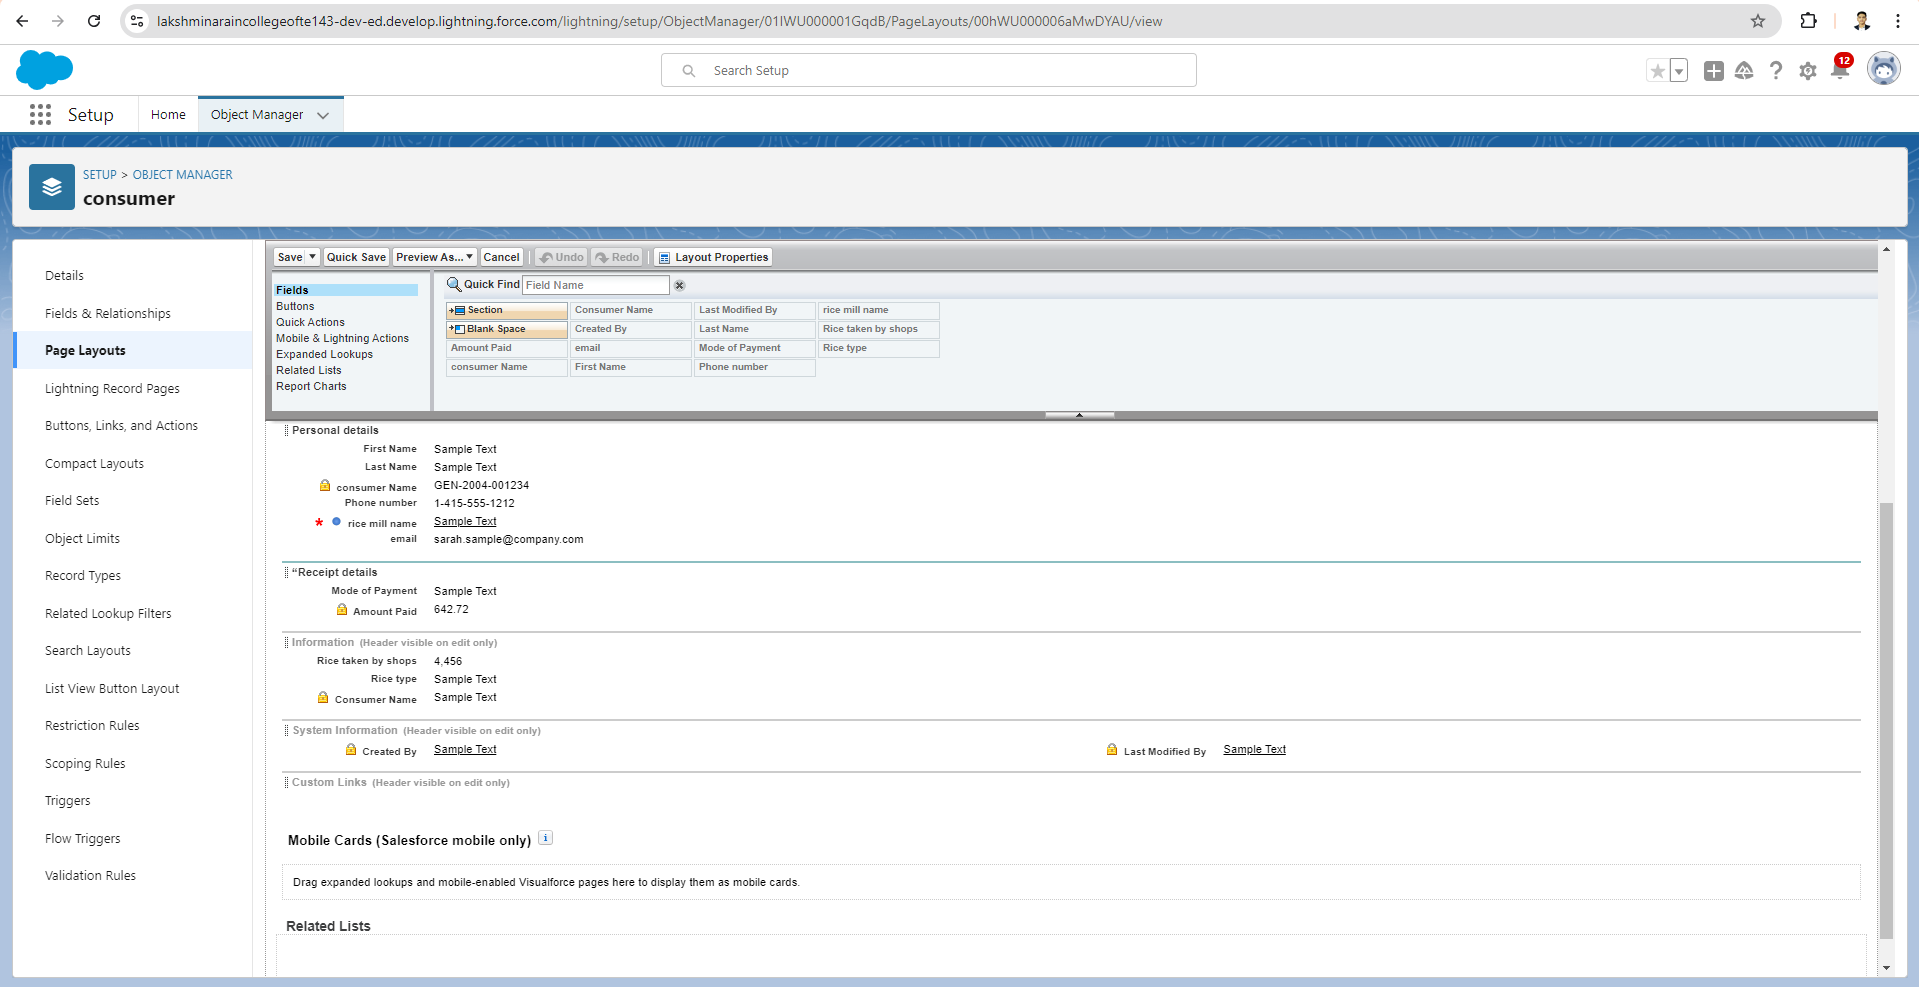 lakshminaraincollegeofte143-dev-ed.develop.lightning.force.com/lightning/setup/ObjectManager/01IWU000001GqdB/PageLayouts/00hWU000006aMwDYAU/view
Search Setup
12
Setup
Home
Object Manager
SETUP > OBJECT MANAGER
consumer
Details
Fields & Relationships
Page Layouts
Lightning Record Pages
Buttons, Links, and Actions
Compact Layouts
Field Sets
Object Limits
Record Types
Related Lookup Filters
Search Layouts
List View Button Layout
Restriction Rules
Scoping Rules
Triggers
Flow Triggers
Validation Rules
Save Quick Save Preview As... Cancel Undo Redo Layout Properties
Fields
Buttons
Quick Actions
Mobile & Lightning Actions
Expanded Lookups
Related Lists
Report Charts
Quick Find Field Name
Section Consumer Name Last Modified By rice mill name
Blank Space Created By Last Name Rice taken by shops
Amount Paid email Mode of Payment Rice type
consumer Name First Name Phone number
Personal details
First Name Sample Text
Last Name Sample Text
consumer Name GEN-2004-001234
Phone number 1-415-555-1212
* rice mill name Sample Text
email sarah.sample@company.com
“Receipt details
Mode of Payment Sample Text
Amount Paid 642.72
Information (Header visible on edit only)
Rice taken by shops 4,456
Rice type Sample Text
Consumer Name Sample Text
System Information (Header visible on edit only)
Created By Sample Text Last Modified By Sample Text
Custom Links (Header visible on edit only)
Mobile Cards (Salesforce mobile only) i
Drag expanded lookups and mobile-enabled Visualforce pages here to display them as mobile cards.
Related Lists